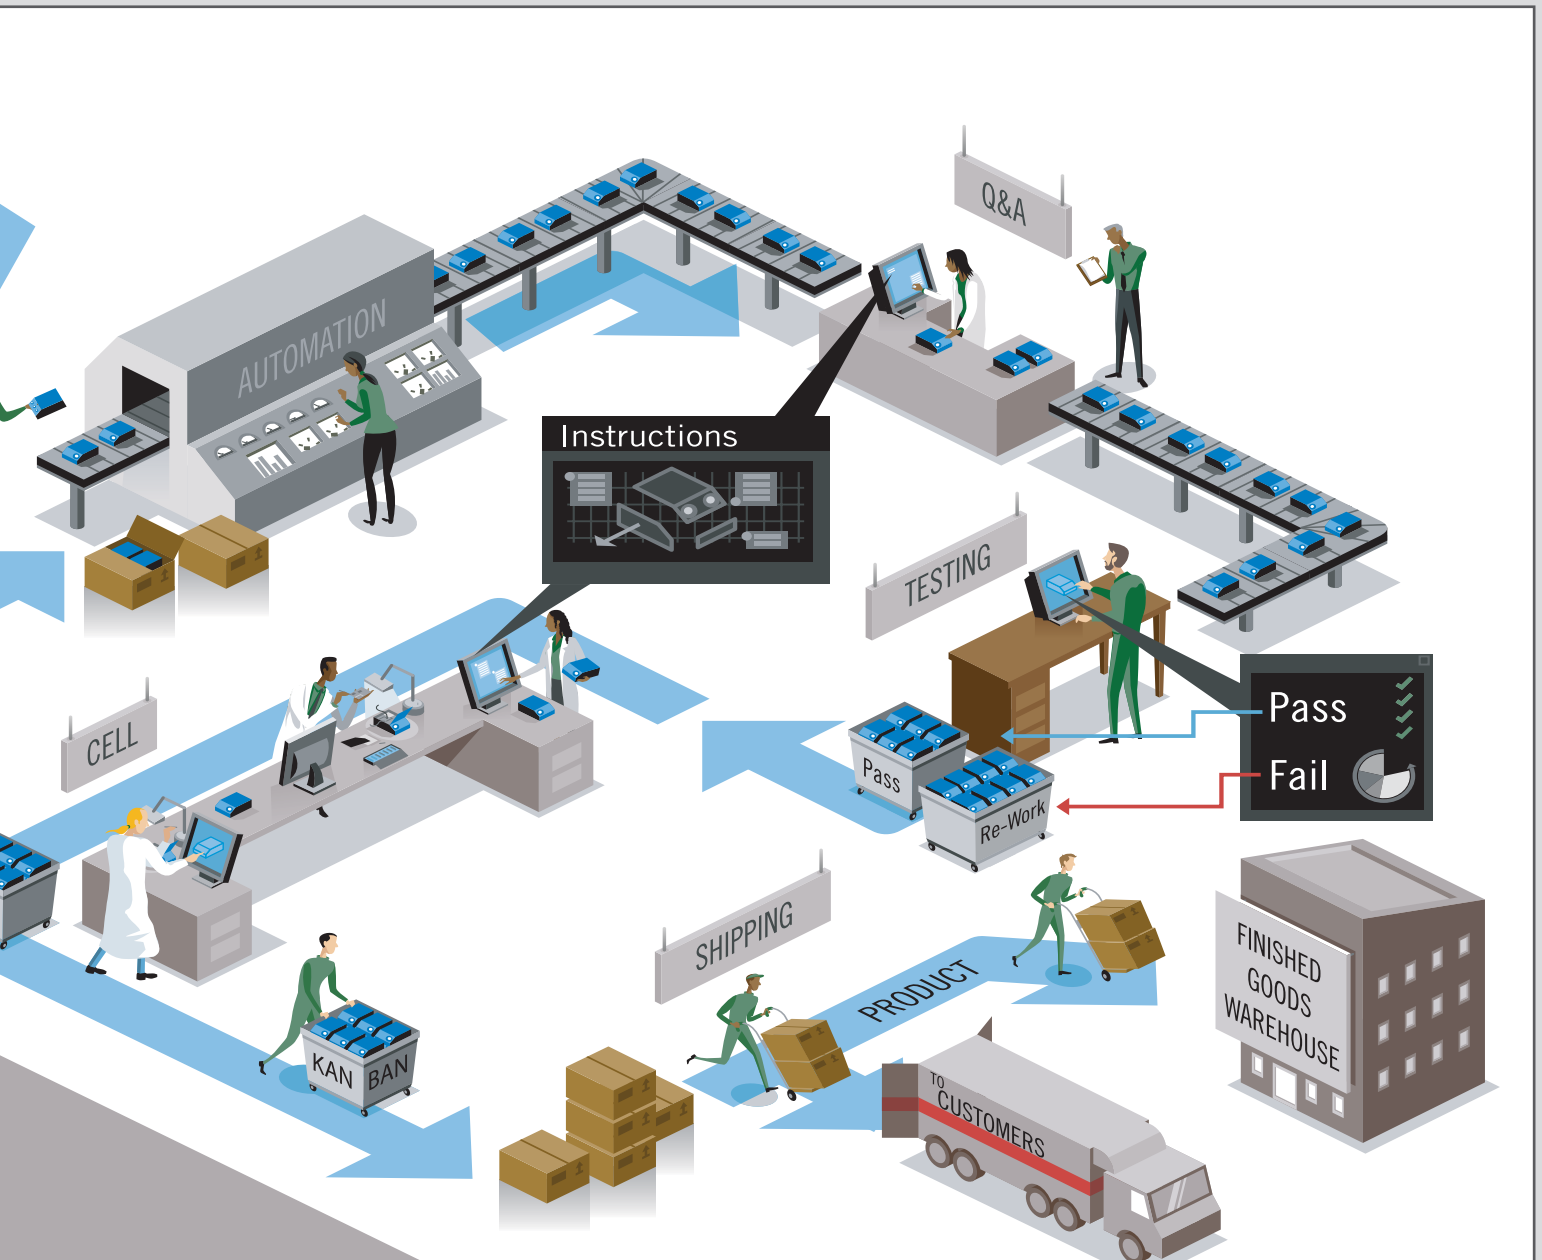 Q&A
AUTOMATION
Instructions
TESTING
CELL
Pass
Fail
Pass
Re-Work
SHIPPING
PRODUCT
FINISHED
GOODS
WAREHOUSE
KAN BAN
TO
CUSTOMERS